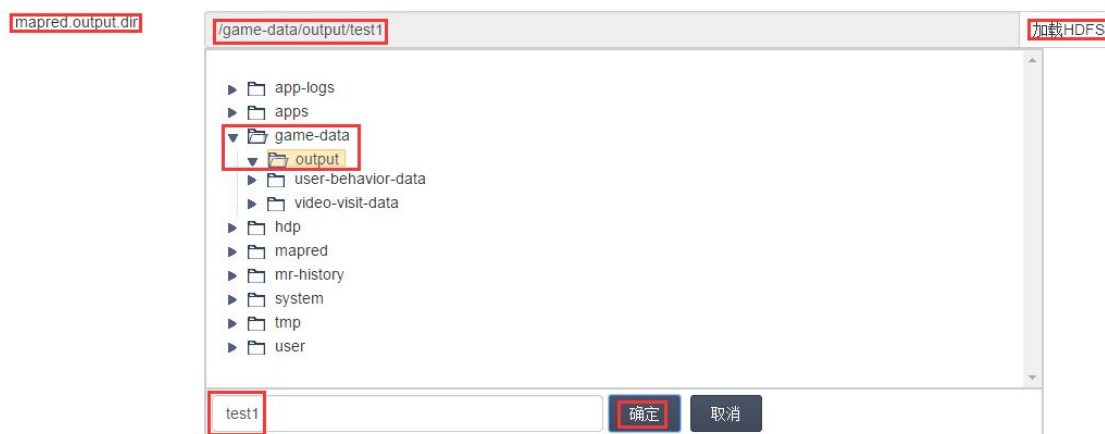 mapred.output.dir
/game-data/output/test1
加载HDFS
app-logs
apps
game-data
output
user-behavior-data
video-visit-data
hdp
mapred
mr-history
system
tmp
user
test1
确定
取消